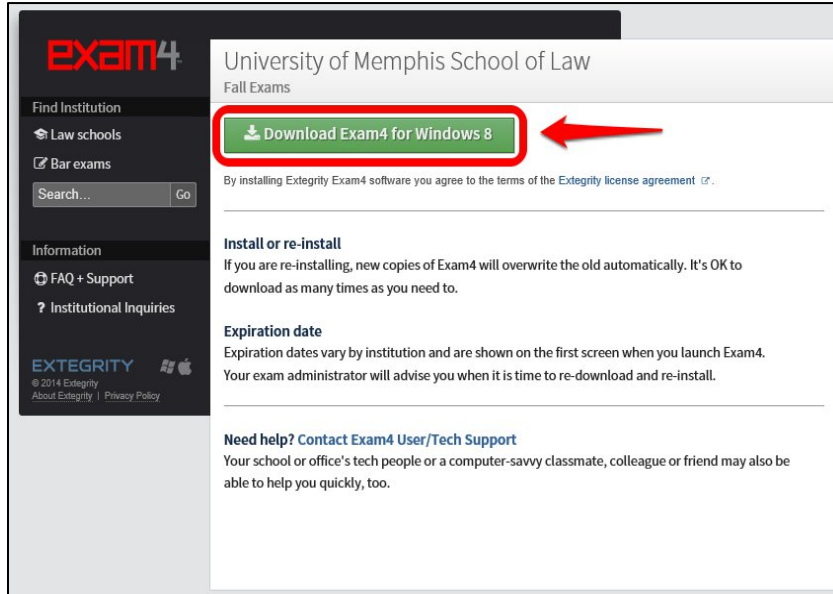 exam4
Find Institution
Law schools
Bar exams
Search... Go
Information
FAQ + Support
? Institutional Inquiries
EXTEGRITY
© 2014 Extegrity
About Extegrity | Privacy Policy
University of Memphis School of Law
Fall Exams
Download Exam4 for Windows 8
By installing Extegrity Exam4 software you agree to the terms of the Extegrity license agreement .
Install or re-install
If you are re-installing, new copies of Exam4 will overwrite the old automatically. It's OK to
download as many times as you need to.
Expiration date
Expiration dates vary by institution and are shown on the first screen when you launch Exam4.
Your exam administrator will advise you when it is time to re-download and re-install.
Need help? Contact Exam4 User/Tech Support
Your school or office's tech people or a computer-savvy classmate, colleague or friend may also be
able to help you quickly, too.